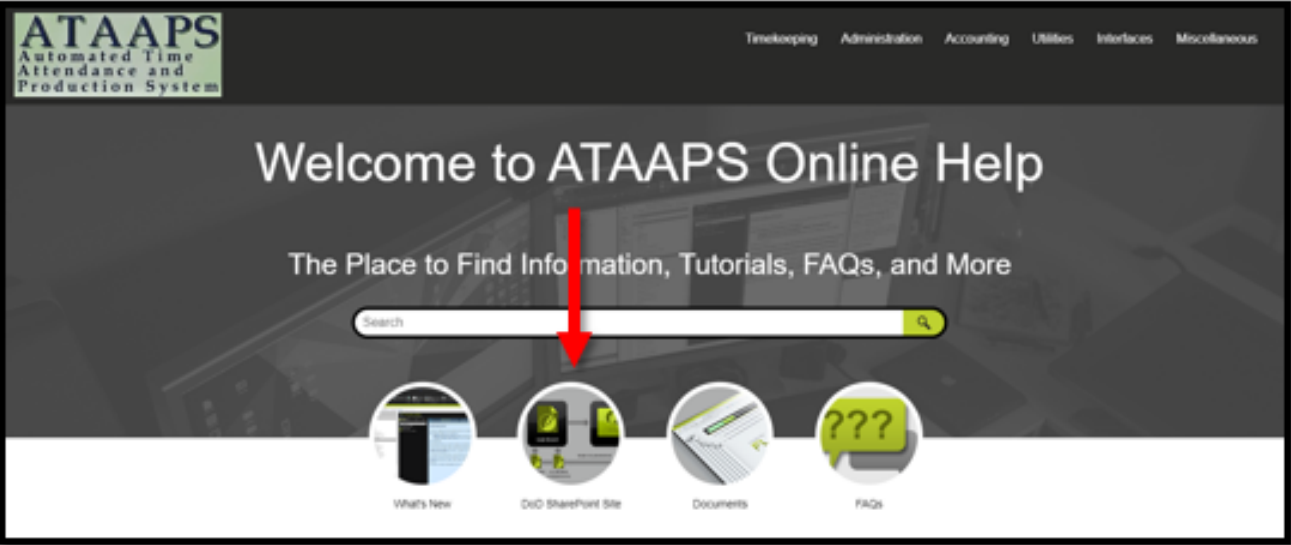 ATAAPS
Automated Time
Attendance and
Production System
Timekeeping Administration Accounting Utilities Interfaces Miscellaneous
Welcome to ATAAPS Online Help
The Place to Find Information, Tutorials, FAQs, and More
Search
???
What's New DoD SharePoint Site Documents FAQs